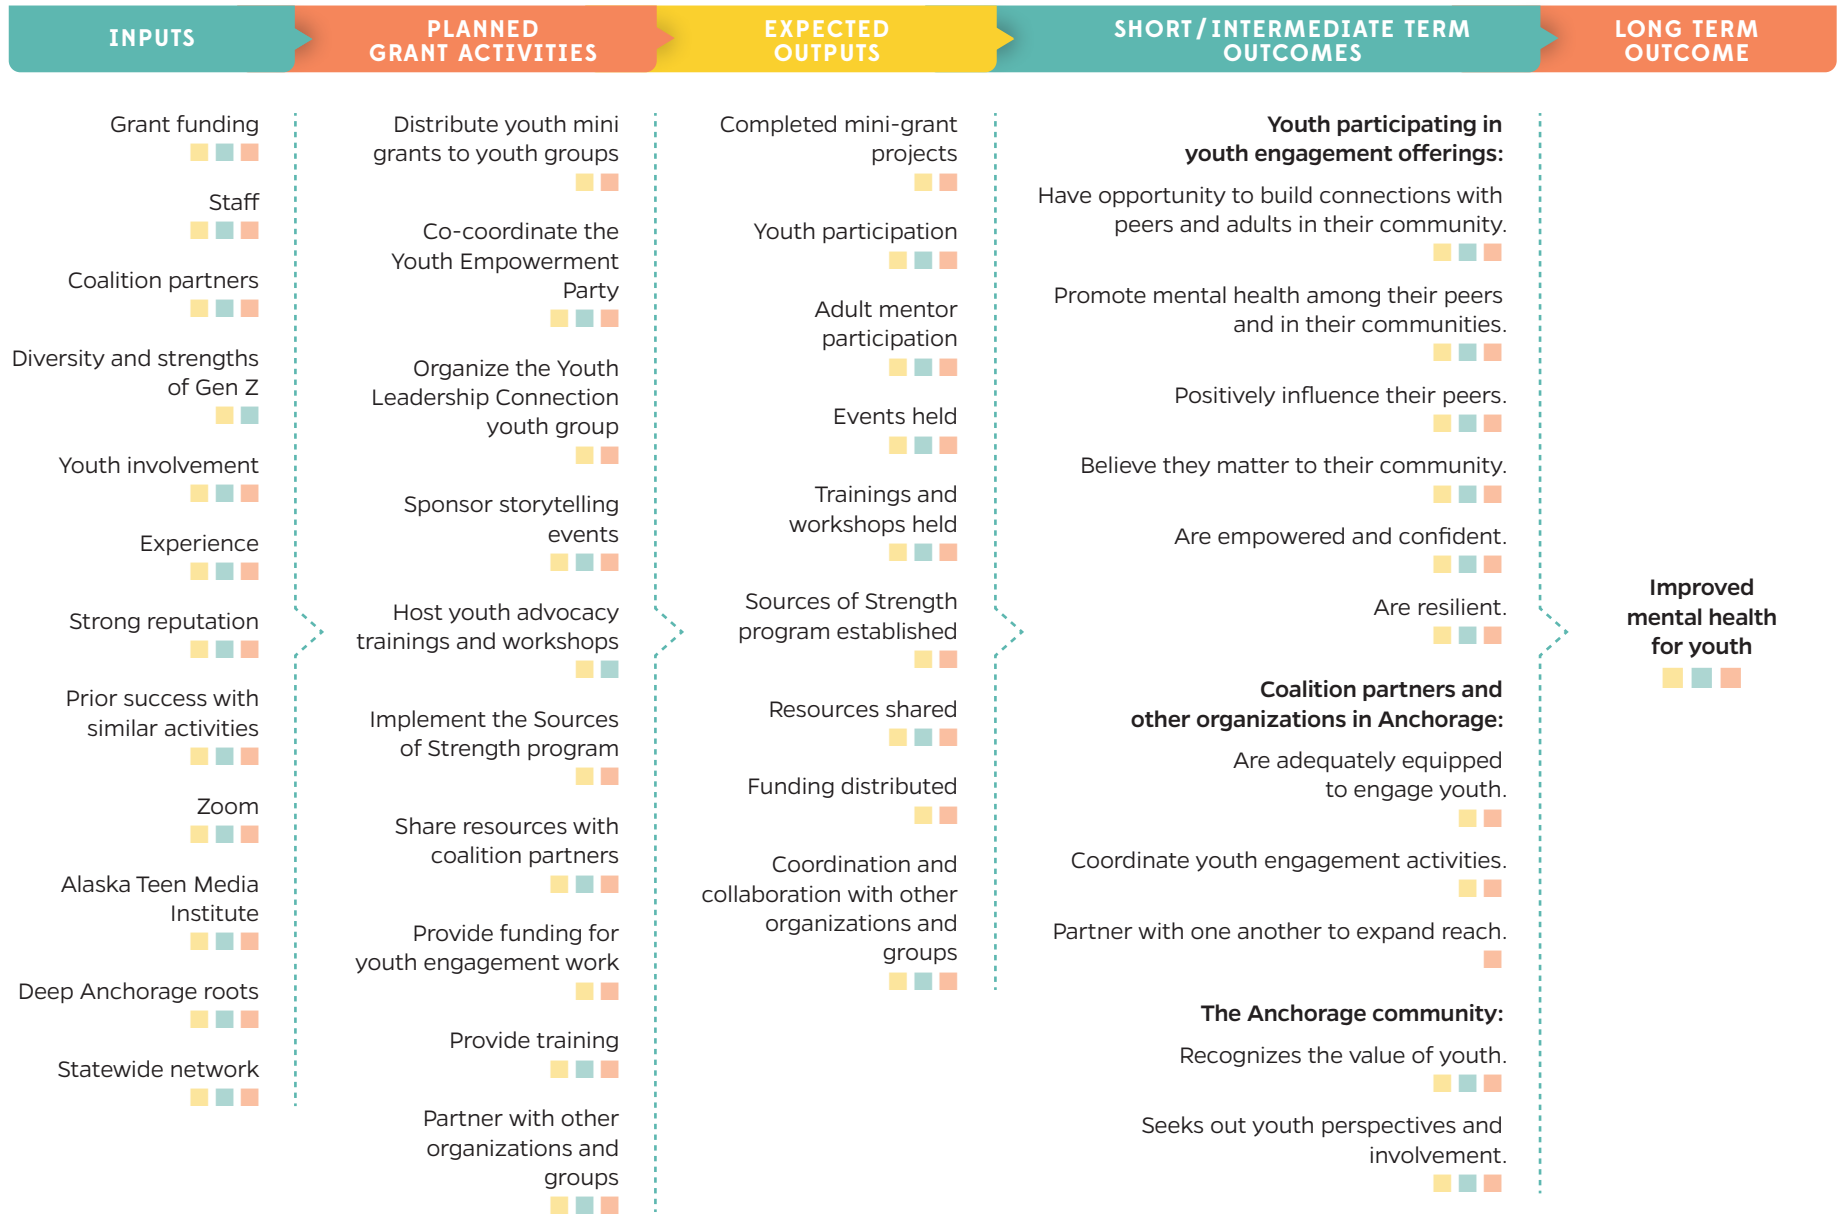 INPUTS
PLANNED
GRANT ACTIVITIES
EXPECTED
OUTPUTS
SHORT/INTERMEDIATE TERM
OUTCOMES
LONG TERM
OUTCOME
Grant funding
Staff
Coalition partners
Diversity and strengths
of Gen Z
Youth involvement
Experience
Strong reputation
Prior success with
similar activities
Zoom
Alaska Teen Media
Institute
Deep Anchorage roots
Statewide network
Distribute youth mini
grants to youth groups
Co-coordinate the
Youth Empowerment
Party
Organize the Youth
Leadership Connection
youth group
Sponsor storytelling
events
Host youth advocacy
trainings and workshops
Implement the Sources
of Strength program
Share resources with
coalition partners
Provide funding for
youth engagement work
Provide training
Partner with other
organizations and
groups
Completed mini-grant
projects
Youth participation
Adult mentor
participation
Events held
Trainings and
workshops held
Sources of Strength
program established
Resources shared
Funding distributed
Coordination and
collaboration with other
organizations and
groups
Youth participating in
youth engagement offerings:
Have opportunity to build connections with
peers and adults in their community.
Promote mental health among their peers
and in their communities.
Positively influence their peers.
Believe they matter to their community.
Are empowered and confident.
Are resilient.
Coalition partners and
other organizations in Anchorage:
Are adequately equipped
to engage youth.
Coordinate youth engagement activities.
Partner with one another to expand reach.
The Anchorage community:
Recognizes the value of youth.
Seeks out youth perspectives and
involvement.
Improved
mental health
for youth